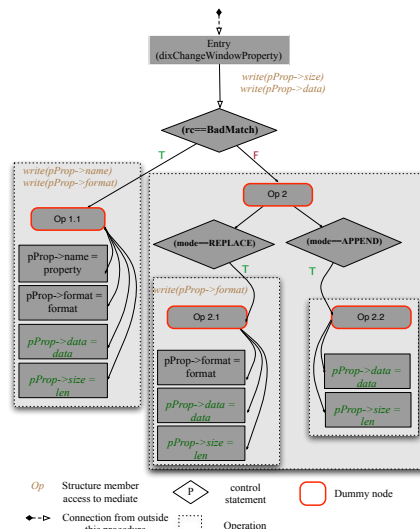 Entry
(dixChangeWindowProperty)
write(pProp->size)
write(pProp->data)
(rc==BadMatch)
T
F
write(pProp->name)
write(pProp->format)
Op 1.1
Op 2
pProp->name =
property
pProp->format =
format
pProp->data =
data
pProp->size =
len
(mode==REPLACE)
(mode==APPEND)
T
T
write(pProp->format)
Op 2.1
Op 2.2
pProp->format =
format
pProp->data =
data
pProp->size =
len
pProp->data =
data
pProp->size =
len
Op
Structure member
access to mediate
P
control
statement
Dummy node
Connection from outside
this procedure
Operation